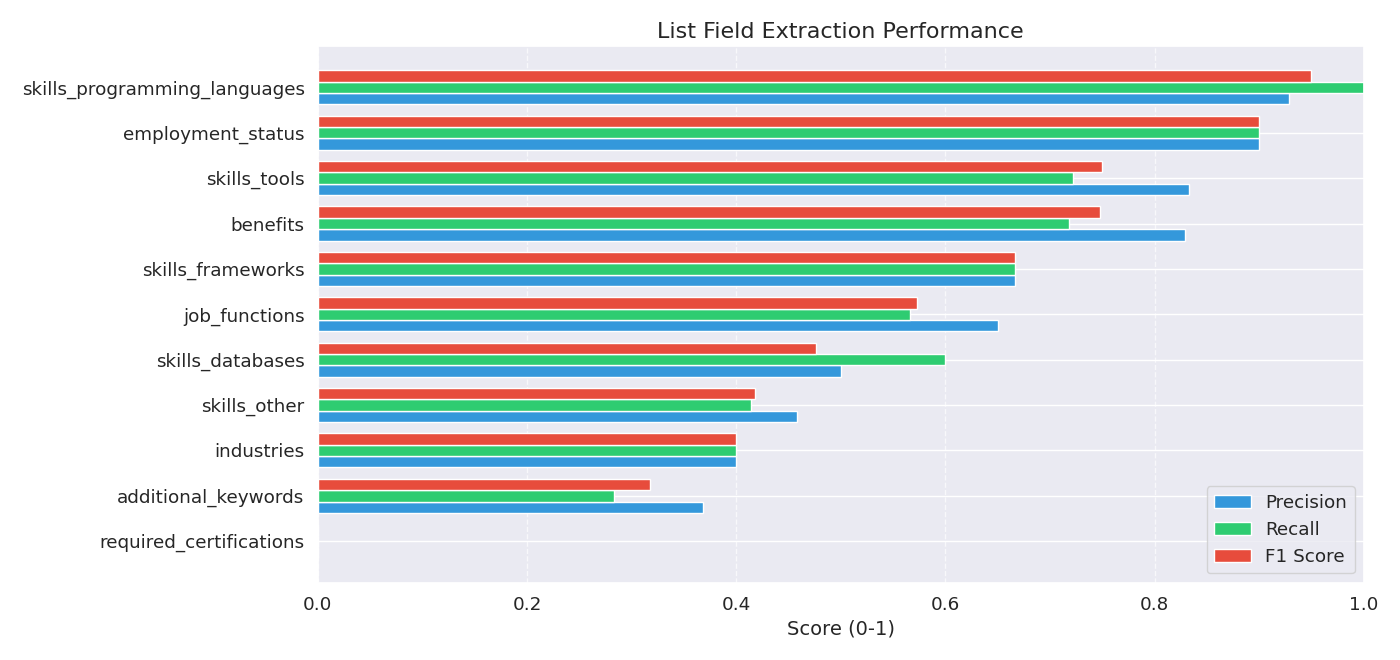 List Field Extraction Performance
skills_programming_languages
employment_status
skills_tools
benefits
skills_frameworks
job_functions
skills_databases
skills_other
industries
additional_keywords
required_certifications
Precision
Recall
F1 Score
0.0 0.2 0.4 0.6 0.8 1.0
Score (0-1)